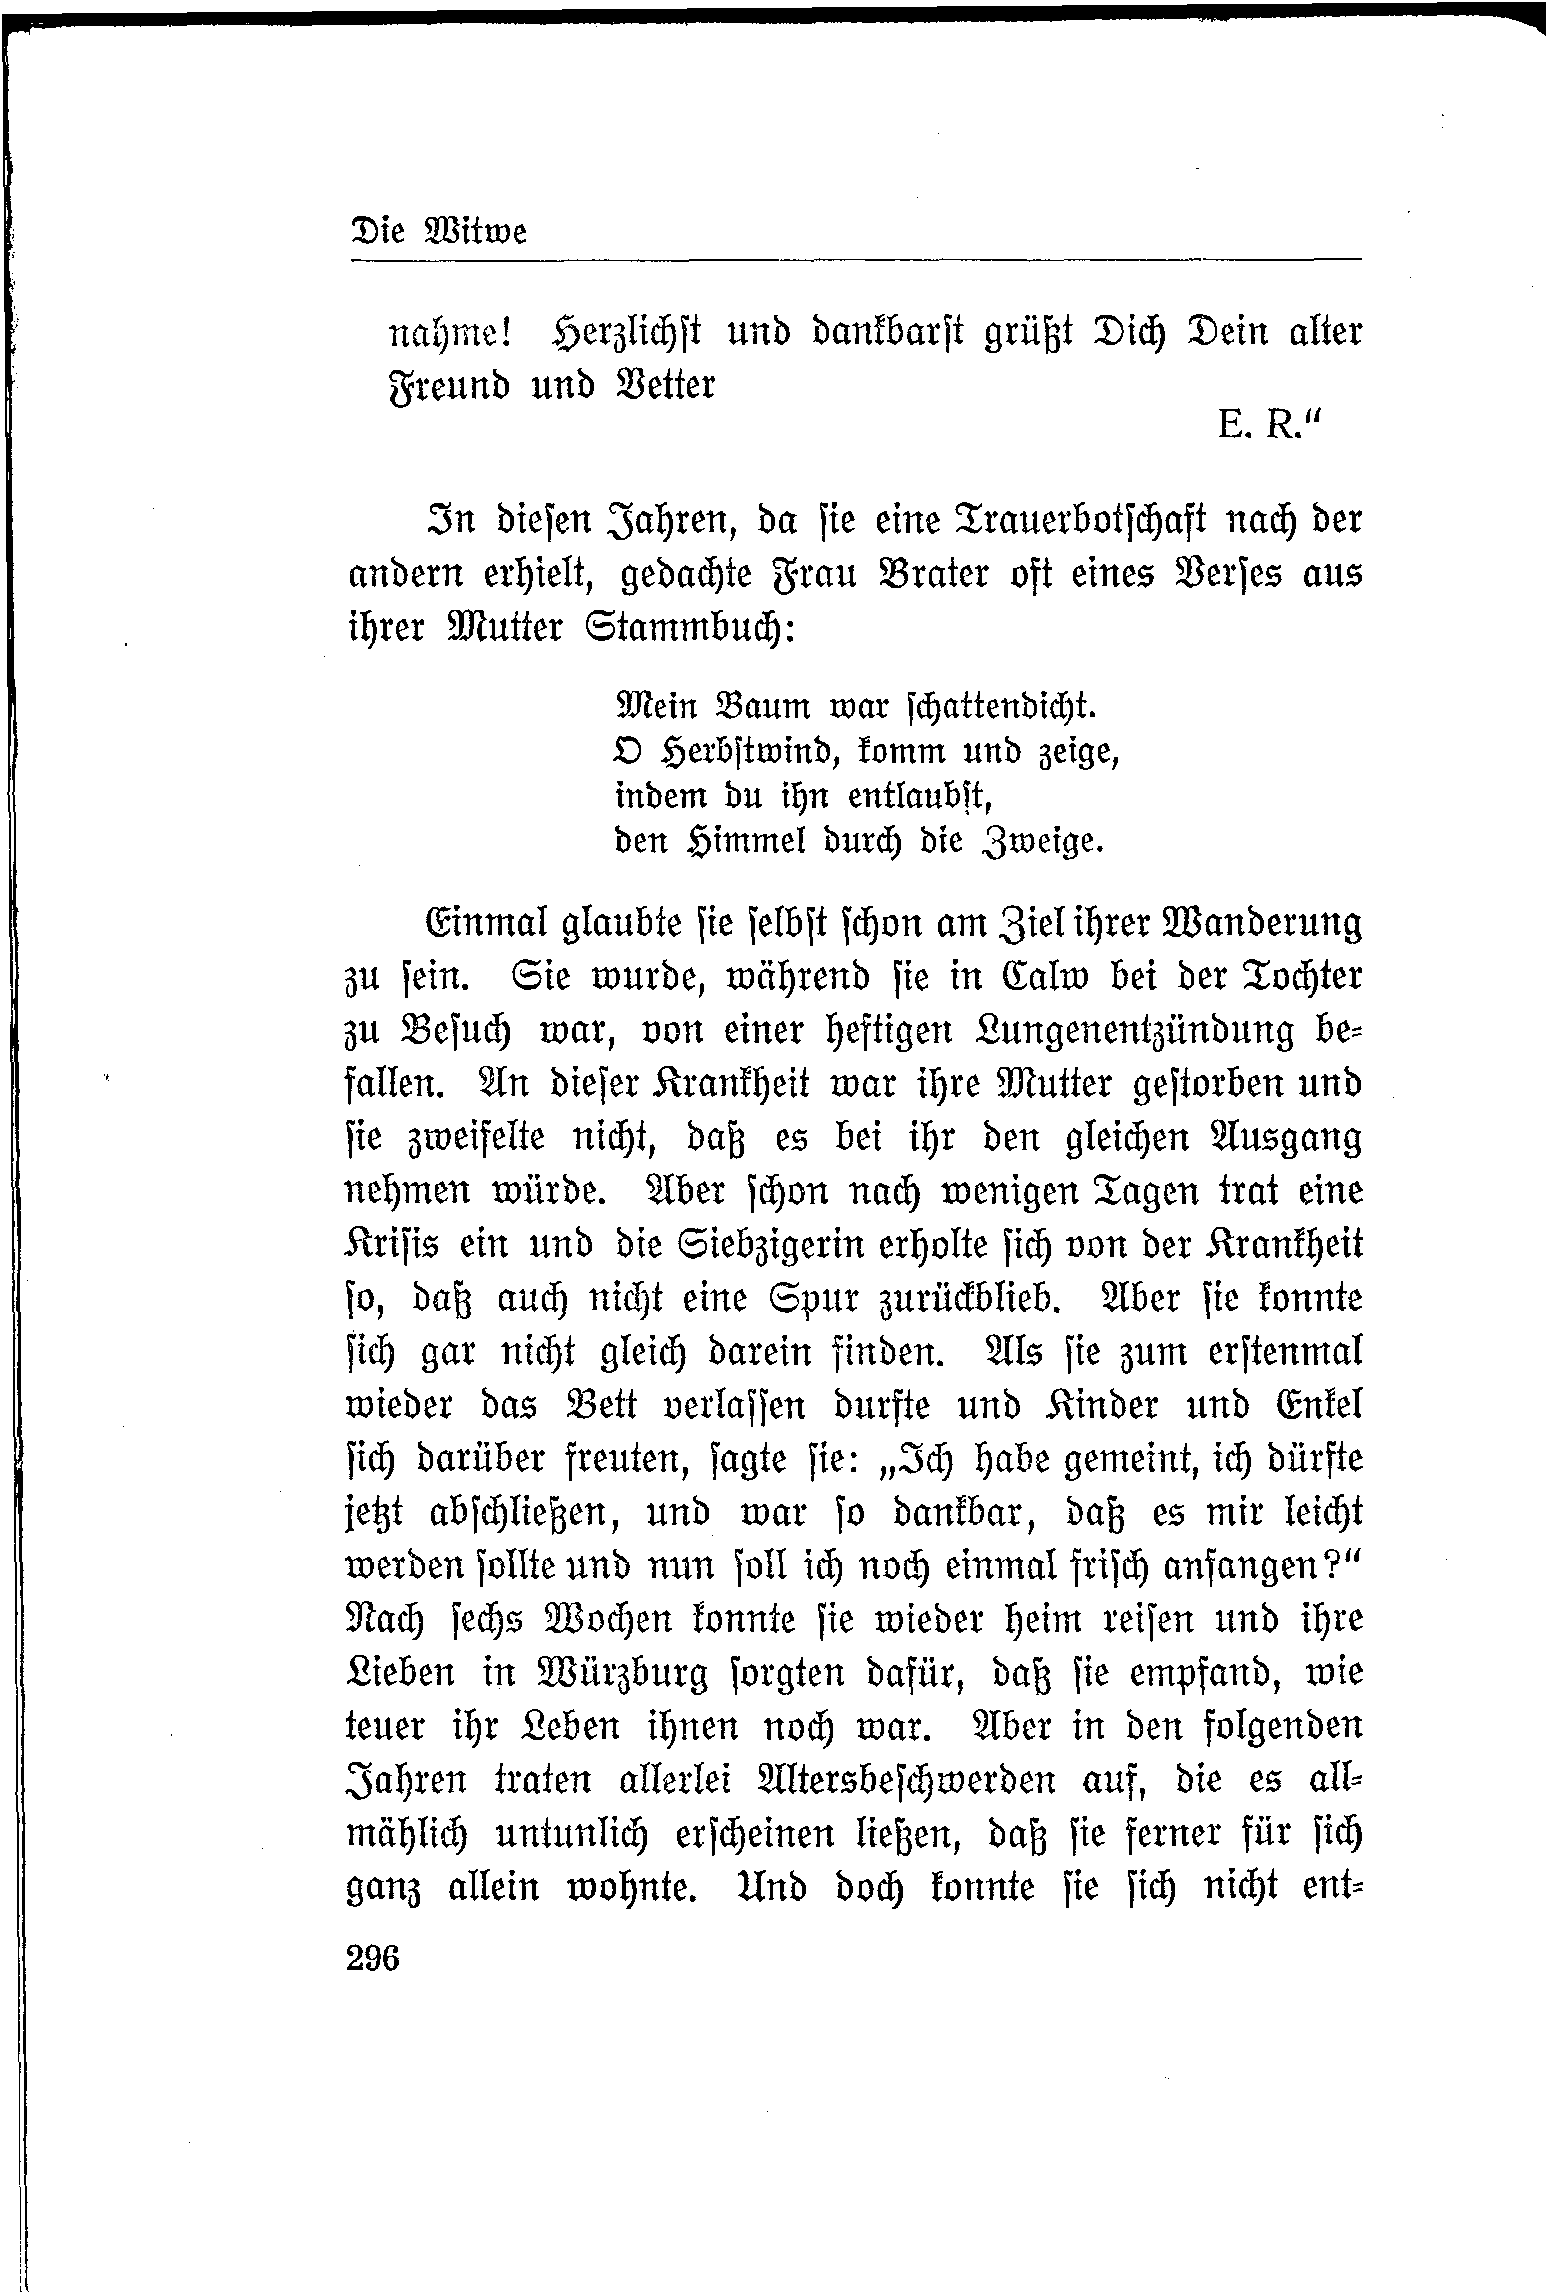 Die Witwe
nahme! Herzlichst und dankbarst grüßt Dich Dein alter
Freund und Vetter
E. R.“
In diesen Jahren, da sie eine Trauerbotschaft nach der
andern erhielt, gedachte Frau Brater oft eines Verses aus
ihrer Mutter Stammbuch:
Mein Baum war schattendicht.
O Herbstwind, komm und zeige,
indem du ihn entlaubst,
den Himmel durch die Zweige.
Einmal glaubte sie selbst schon am Ziel ihrer Wanderung
zu sein. Sie wurde, während sie in Calw bei der Tochter
zu Besuch war, von einer heftigen Lungenentzündung be-
fallen. An dieser Krankheit war ihre Mutter gestorben und
sie zweifelte nicht, daß es bei ihr den gleichen Ausgang
nehmen würde. Aber schon nach wenigen Tagen trat eine
Krisis ein und die Siebzigerin erholte sich von der Krankheit
so, daß auch nicht eine Spur zurückblieb. Aber sie konnte
sich gar nicht gleich darein finden. Als sie zum erstenmal
wieder das Bett verlassen durfte und Kinder und Enkel
sich darüber freuten, sagte sie: „Ich habe gemeint, ich dürfte
jetzt abschließen, und war so dankbar, daß es mir leicht
werden sollte und nun soll ich noch einmal frisch anfangen?“
Nach sechs Wochen konnte sie wieder heim reisen und ihre
Lieben in Würzburg sorgten dafür, daß sie empfand, wie
teuer ihr Leben ihnen noch war. Aber in den folgenden
Jahren traten allerlei Altersbeschwerden auf, die es all-
mählich untunlich erscheinen ließen, daß sie ferner für sich
ganz allein wohnte. Und doch konnte sie sich nicht ent-
296